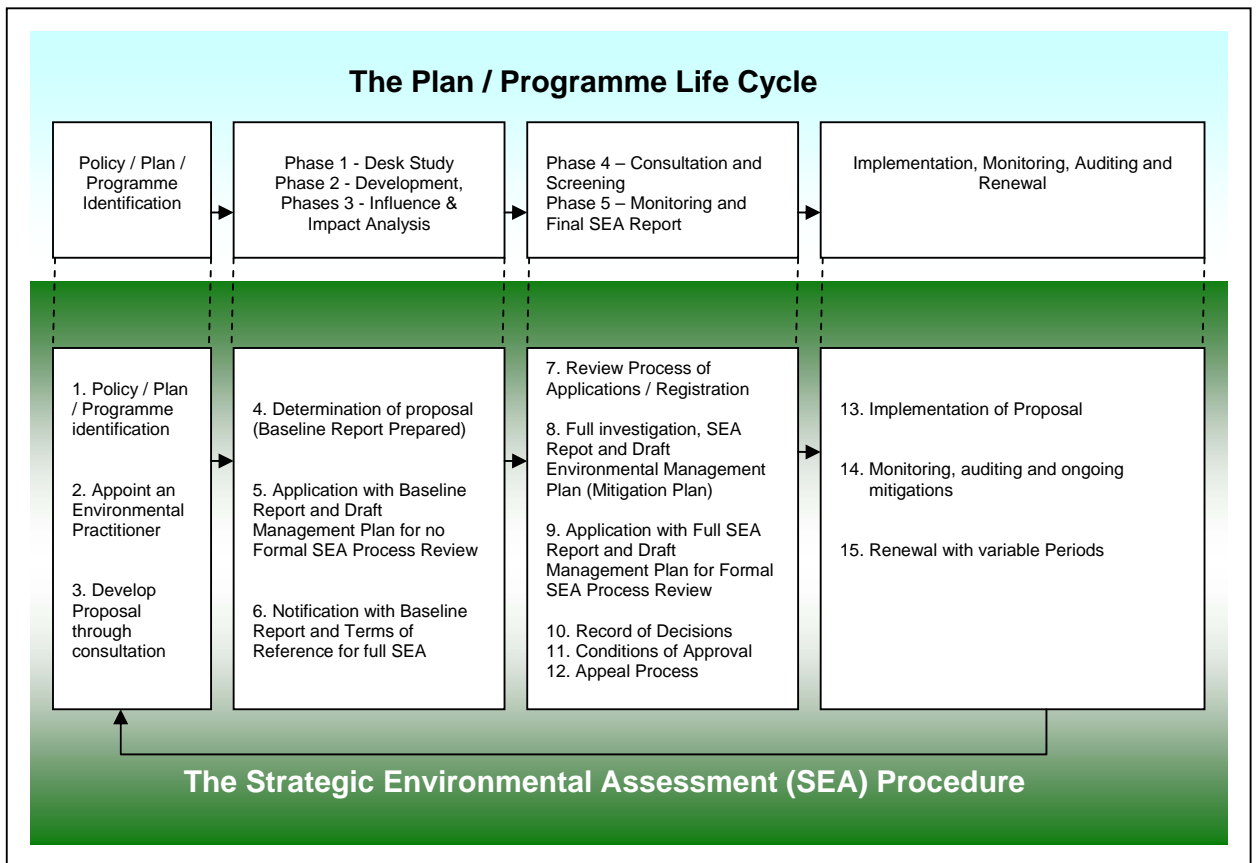 The Plan / Programme Life Cycle
Policy / Plan /
Programme
Identification
Phase 1 - Desk Study
Phase 2 - Development,
Phases 3 - Influence &
Impact Analysis
Phase 4 – Consultation and
Screening
Phase 5 – Monitoring and
Final SEA Report
Implementation, Monitoring, Auditing and
Renewal
1. Policy / Plan
/ Programme
identification
2. Appoint an
Environmental
Practitioner
3. Develop
Proposal
through
consultation
4. Determination of proposal
(Baseline Report Prepared)
5. Application with Baseline
Report and Draft
Management Plan for no
Formal SEA Process Review
6. Notification with Baseline
Report and Terms of
Reference for full SEA
7. Review Process of
Applications / Registration
8. Full investigation, SEA
Repot and Draft
Environmental Management
Plan (Mitigation Plan)
9. Application with Full SEA
Report and Draft
Management Plan for Formal
SEA Process Review
10. Record of Decisions
11. Conditions of Approval
12. Appeal Process
13. Implementation of Proposal
14. Monitoring, auditing and ongoing
mitigations
15. Renewal with variable Periods
The Strategic Environmental Assessment (SEA) Procedure